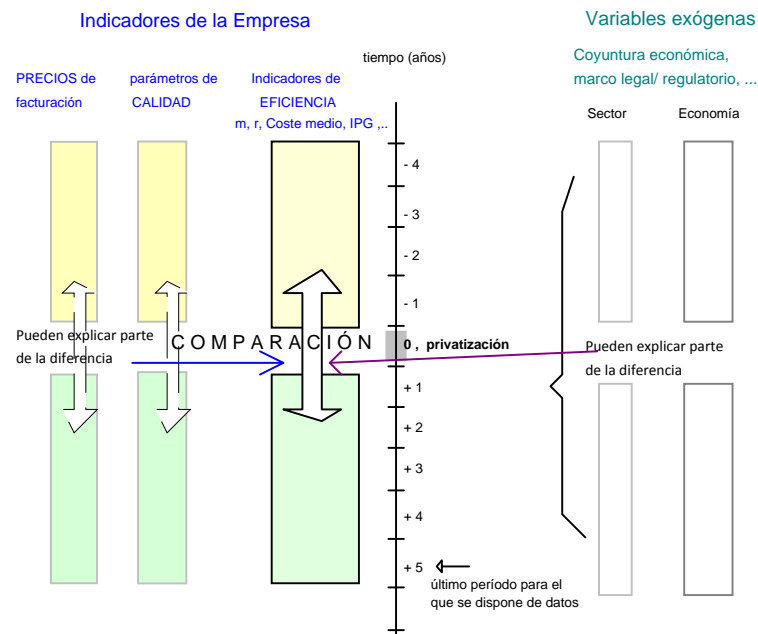 Indicadores de la Empresa
Variables exógenas
tiempo (años)
Coyuntura económica,
marco legal/ regulatorio, ...
PRECIOS de
facturación
parámetros de
CALIDAD
Indicadores de
EFICIENCIA
m, r, Coste medio, IPG ,..
Sector
Economía
- 4
- 3
- 2
- 1
Pueden explicar parte
de la diferencia
COMPARACIÓN
0 , privatización
Pueden explicar parte
de la diferencia
+ 1
+ 2
+ 3
+ 4
+ 5
último período para el
que se dispone de datos